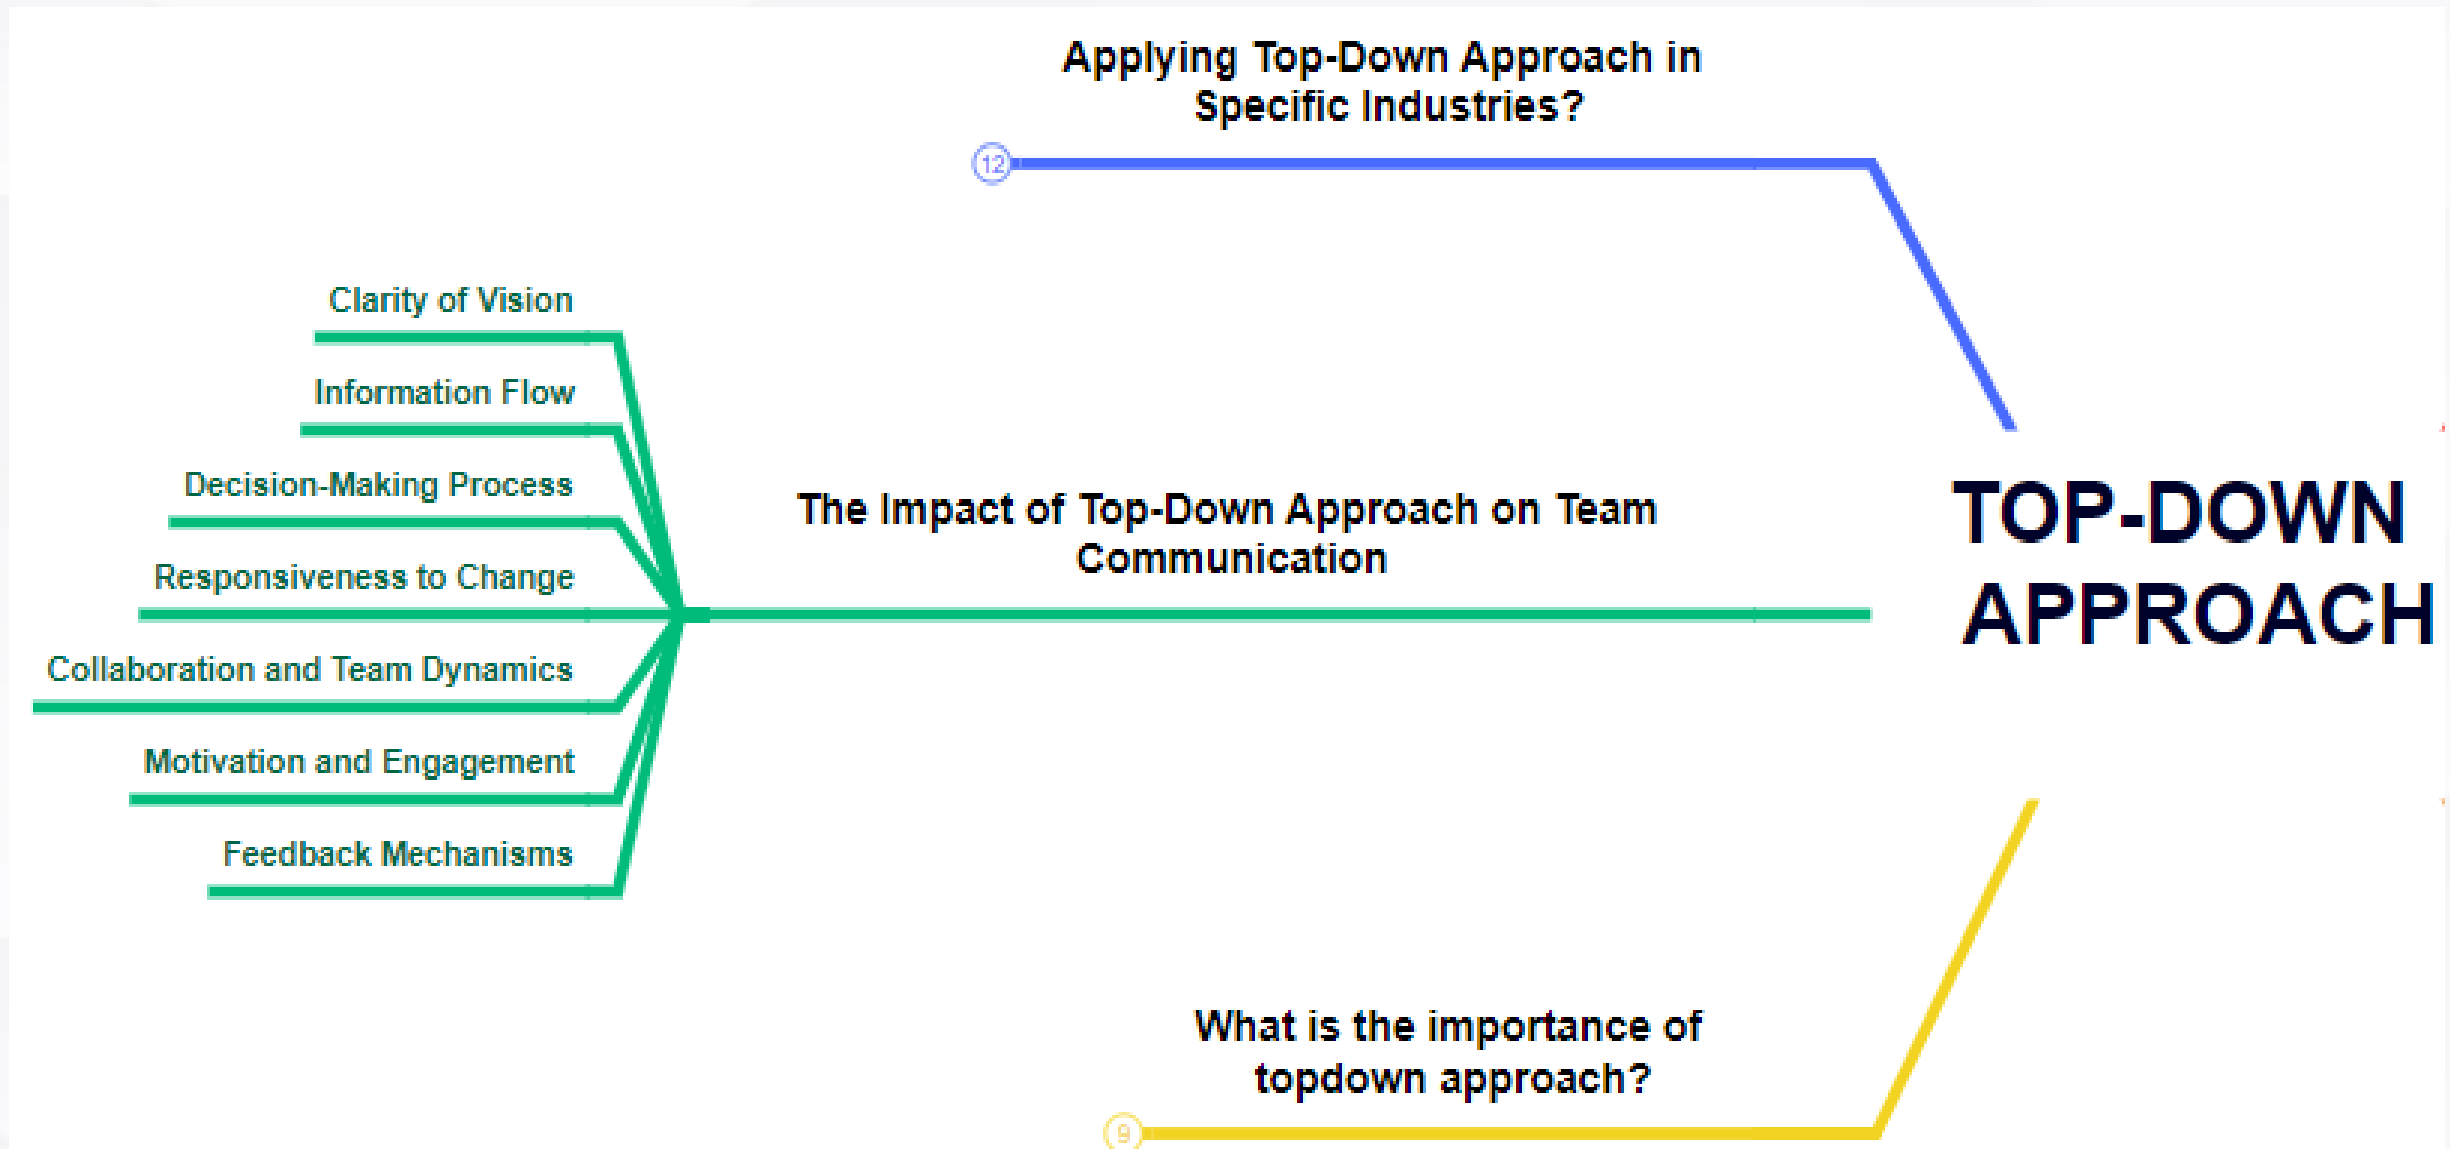 Applying Top-Down Approach in
Specific Industries?
12
Clarity of Vision
Information Flow
Decision-Making Process
Responsiveness to Change
Collaboration and Team Dynamics
Motivation and Engagement
Feedback Mechanisms
The Impact of Top-Down Approach on Team
Communication
TOP-DOWN
APPROACH
What is the importance of
topdown approach?
9